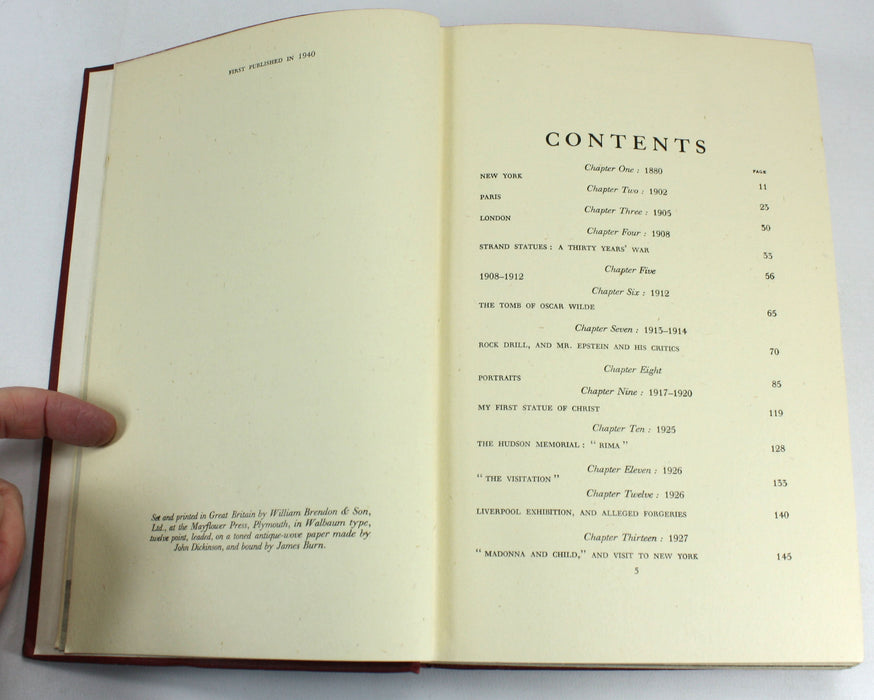 FIRST PUBLISHED IN 1940
Set and printed in Great Britain by William Brendon & Son,
Ltd., at the Mayflower Press, Plymouth, in Walbaum type,
twelve point, leaded, on a toned antique-wove paper made by
John Dickinson, and bound by James Burn.
CONTENTS
Chapter One : 1880 PAGE
NEW YORK 11
Chapter Two : 1902
PARIS 23
Chapter Three : 1905
LONDON 30
Chapter Four : 1908
STRAND STATUES : A THIRTY YEARS' WAR 33
Chapter Five
1908–1912 56
Chapter Six : 1912
THE TOMB OF OSCAR WILDE 65
Chapter Seven : 1913–1914
ROCK DRILL, AND MR. EPSTEIN AND HIS CRITICS 70
Chapter Eight
PORTRAITS 85
Chapter Nine : 1917–1920
MY FIRST STATUE OF CHRIST 119
Chapter Ten : 1925
THE HUDSON MEMORIAL : “ RIMA ” 128
Chapter Eleven : 1926
“ THE VISITATION ” 133
Chapter Twelve : 1926
LIVERPOOL EXHIBITION, AND ALLEGED FORGERIES 140
Chapter Thirteen : 1927
“ MADONNA AND CHILD,” AND VISIT TO NEW YORK 145
5